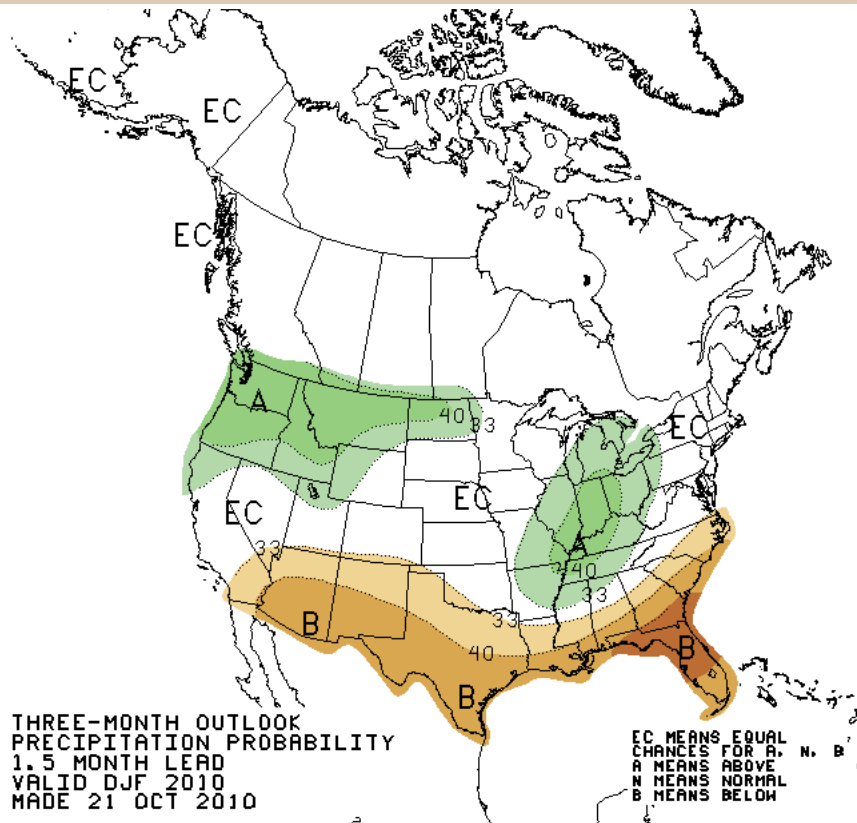 EC
EC
EC
A
40
33
EC
EC
EC
A
33
40
33
33
B
40
B
B
THREE-MONTH OUTLOOK
PRECIPITATION PROBABILITY
1.5 MONTH LEAD
VALID DJF 2010
MADE 21 OCT 2010
EC MEANS EQUAL
CHANCES FOR A, N, B
A MEANS ABOVE
N MEANS NORMAL
B MEANS BELOW